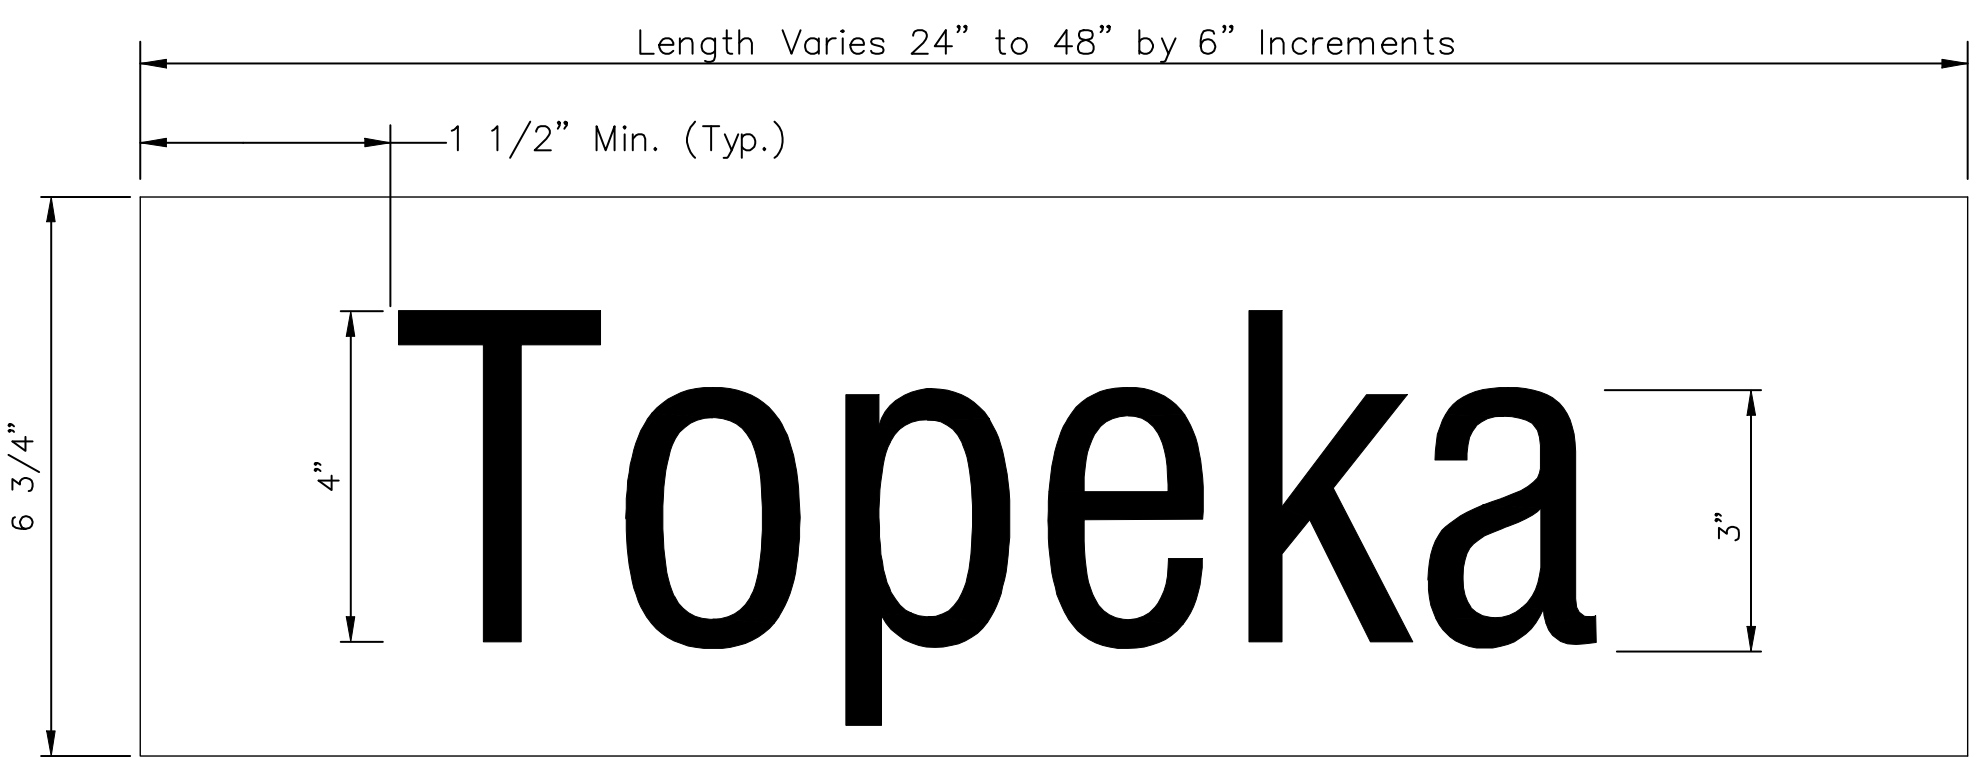 Length Varies 24” to 48” by 6” Increments
1 1/2” Min. (Typ.)
6 3/4”
4”
Topeka
3”